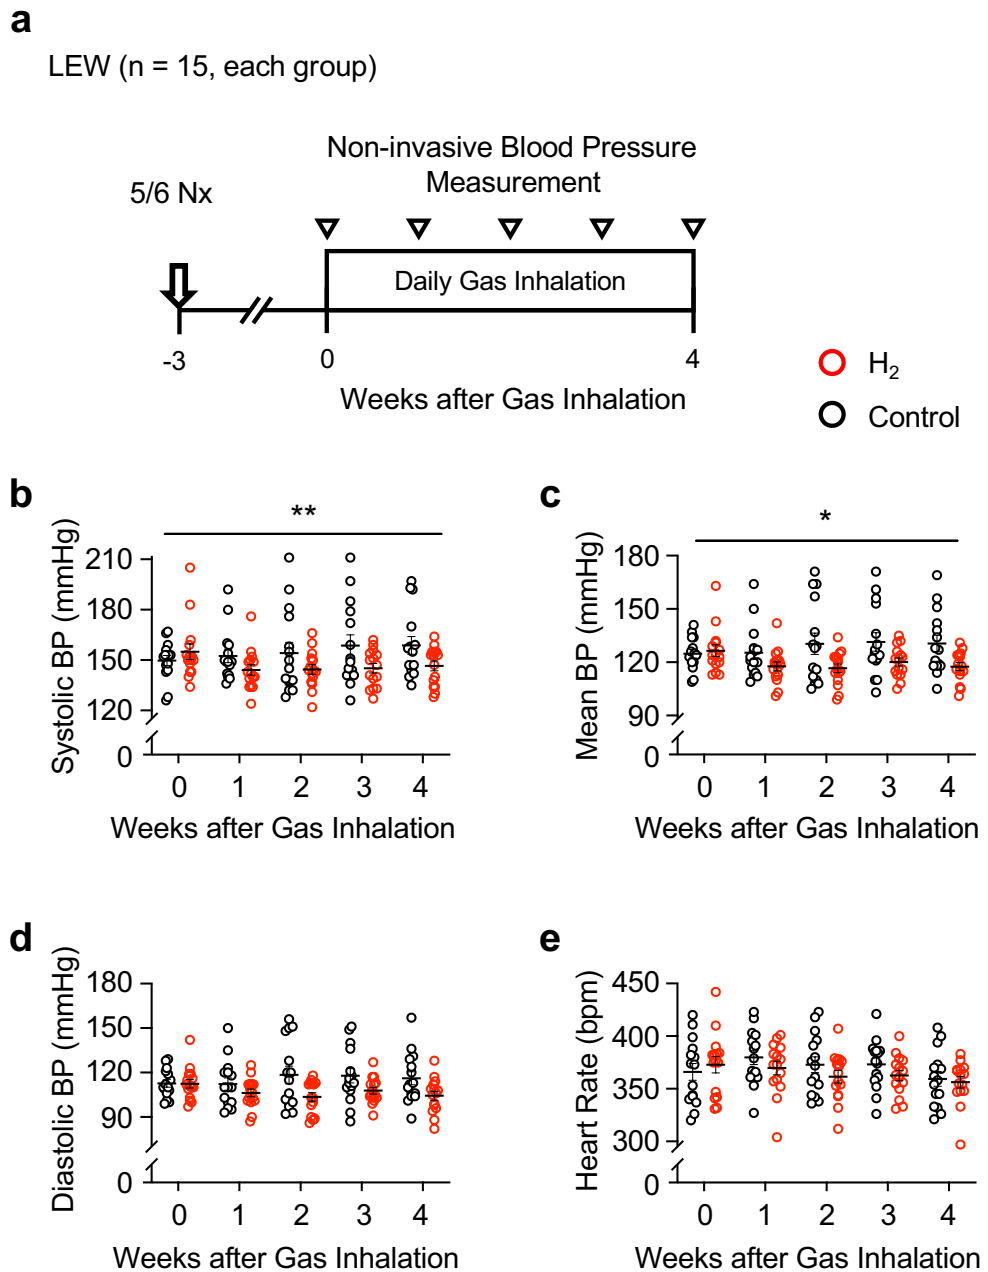 a
LEW (n = 15, each group)
Non-invasive Blood Pressure
Measurement
5/6 Nx
Daily Gas Inhalation
-3
0
4
Weeks after Gas Inhalation
H₂
Control
b
Systolic BP (mmHg)
**
210
180
150
120
0
0 1 2 3 4
Weeks after Gas Inhalation
c
Mean BP (mmHg)
*
180
150
120
90
0
0 1 2 3 4
Weeks after Gas Inhalation
d
Diastolic BP (mmHg)
180
150
120
90
0
0 1 2 3 4
Weeks after Gas Inhalation
e
Heart Rate (bpm)
450
400
350
300
0
0 1 2 3 4
Weeks after Gas Inhalation